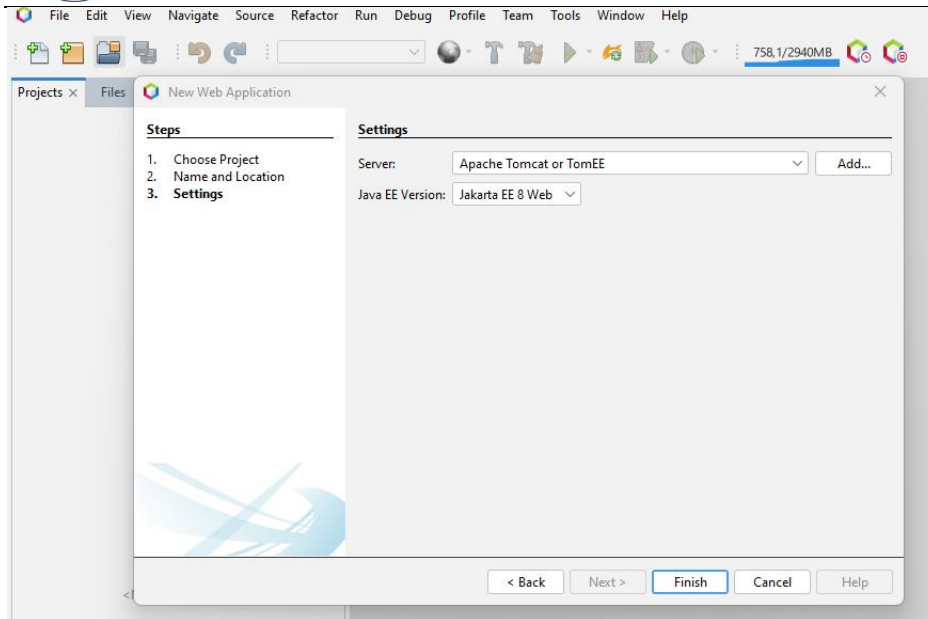 File Edit View Navigate Source Refactor Run Debug Profile Team Tools Window Help
758,1/2940MB
Projects × Files
New Web Application
Steps
1. Choose Project
2. Name and Location
3. Settings
Settings
Server: Apache Tomcat or TomEE Add...
Java EE Version: Jakarta EE 8 Web
< Back Next > Finish Cancel Help